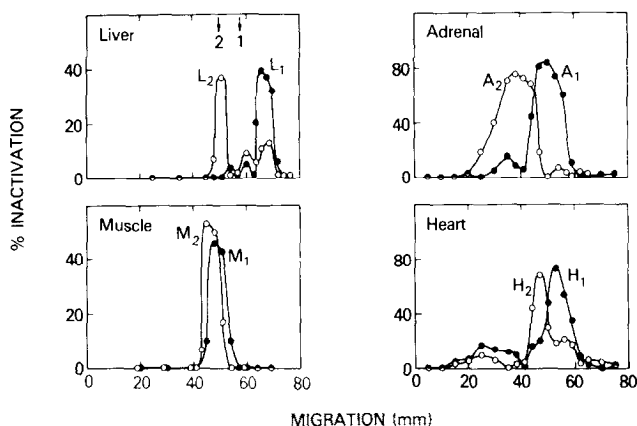 Liver
2 1
L2 L1
40
20
0
Adrenal
A2 A1
80
40
0
% INACTIVATION
Muscle
M2 M1
40
20
0
0 20 40 60 80
Heart
H2 H1
80
40
0
0 20 40 60 80
MIGRATION (mm)